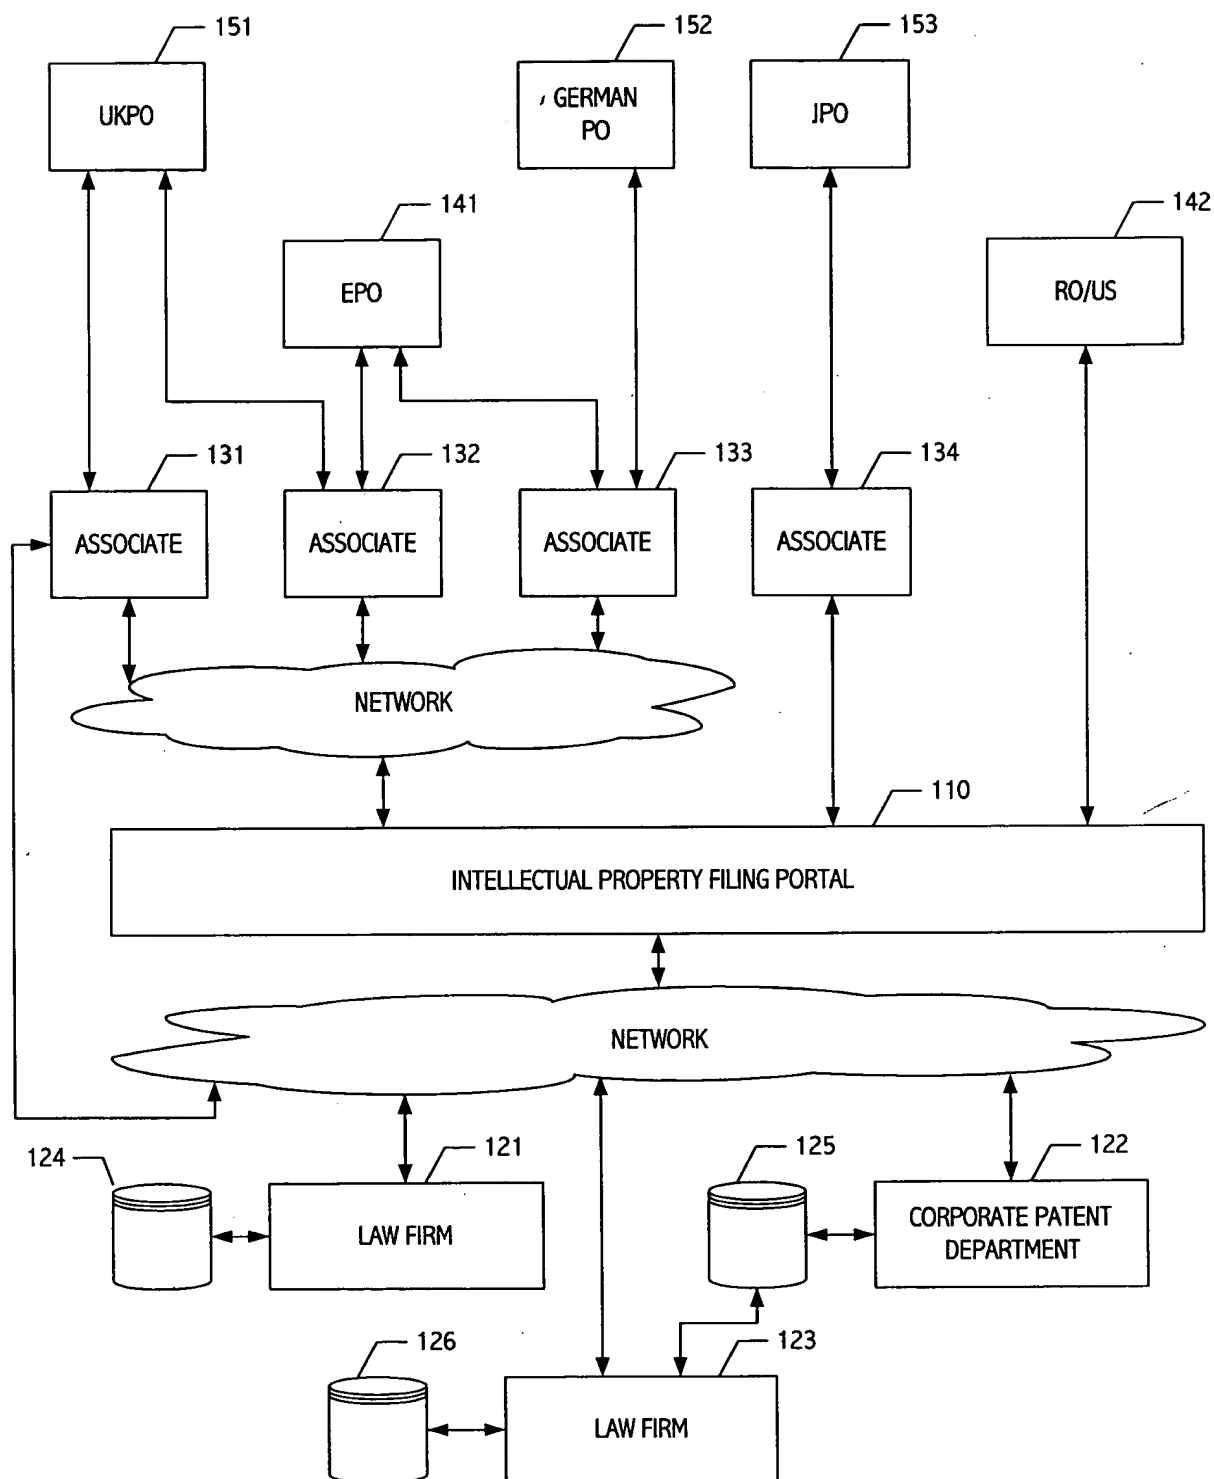 151
152
153
UKPO
GERMAN
PO
JPO
141
142
EPO
RO/US
131
132
133
134
ASSOCIATE
ASSOCIATE
ASSOCIATE
ASSOCIATE
NETWORK
110
INTELLECTUAL PROPERTY FILING PORTAL
NETWORK
124
121
125
122
LAW FIRM
CORPORATE PATENT
DEPARTMENT
126
123
LAW FIRM